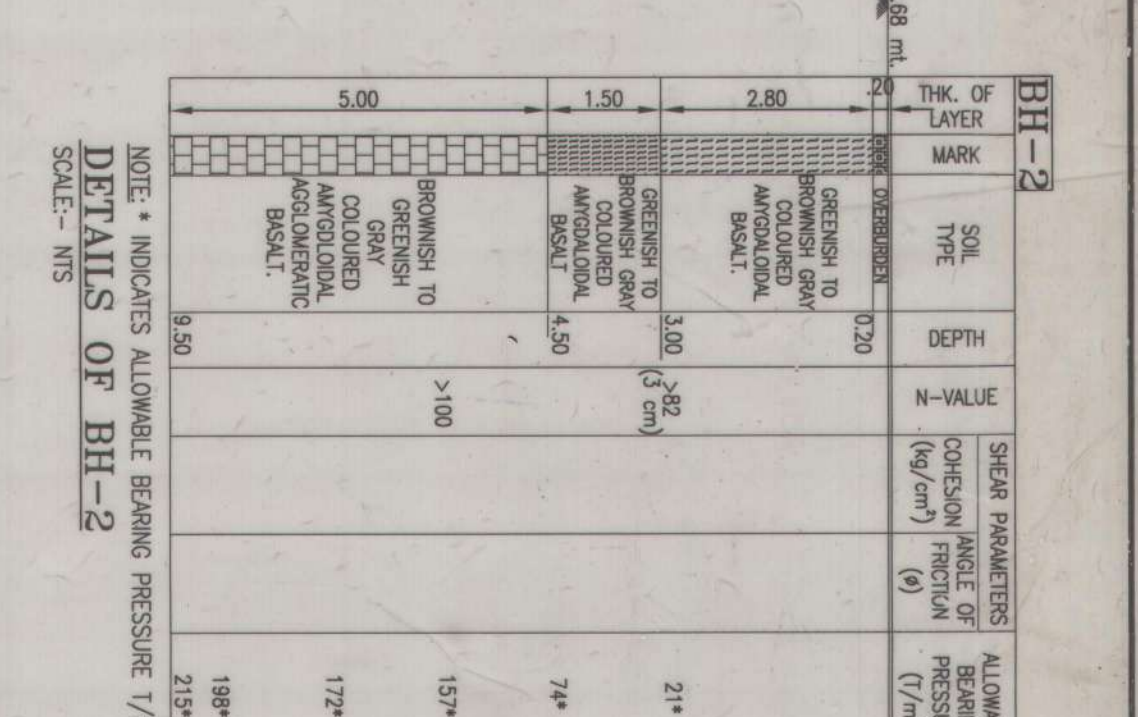 68 mt.
BH-2
THK. OF
LAYER
MARK
SOIL
TYPE
DEPTH
N-VALUE
SHEAR PARAMETERS
COHESION
(kg/cm²)
ANGLE OF
FRICTION
(ø)
.20
OVERBURDEN
0.20
2.80
GREENISH TO
BROWNISH GRAY
COLOURED
AMYGDALOIDAL
BASALT.
3.00
>82
(3 cm)
21*
1.50
GREENISH TO
BROWNISH GRAY
COLOURED
AMYGDALOIDAL
BASALT
4.50
74*
5.00
BROWNISH TO
GREENISH
GRAY
COLOURED
AMYGDLOIDAL
AGGLOMERATIC
BASALT.
9.50
>100
157*
172*
198*
215*
NOTE: * INDICATES ALLOWABLE BEARING PRESSURE T/
DETAILS OF BH-2
SCALE:- NTS